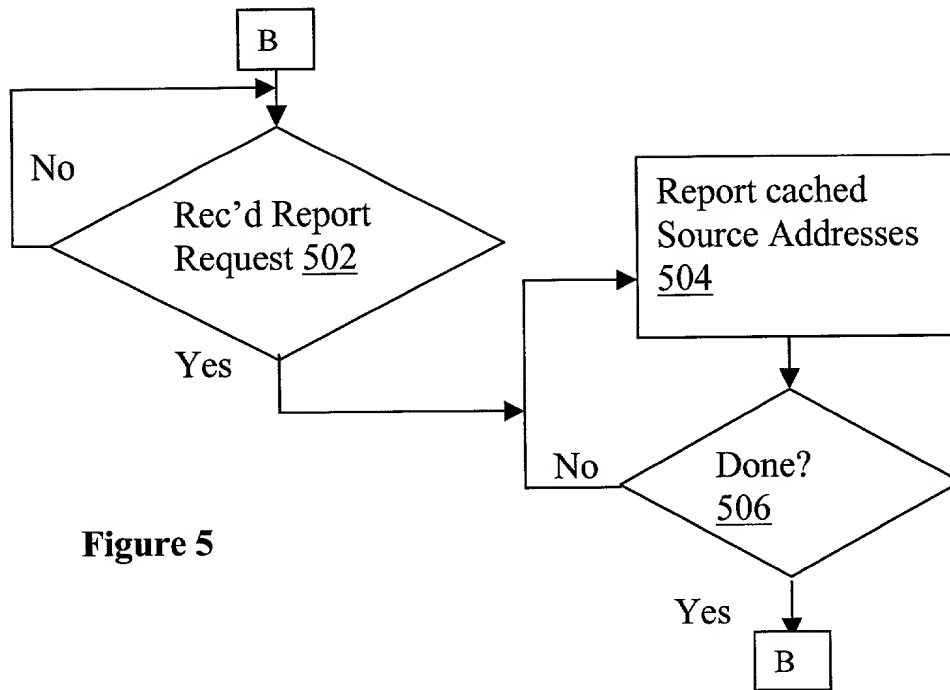 B
No
Rec'd Report
Request 502
Yes
Report cached
Source Addresses
504
No
Done?
506
Figure 5
Yes
B